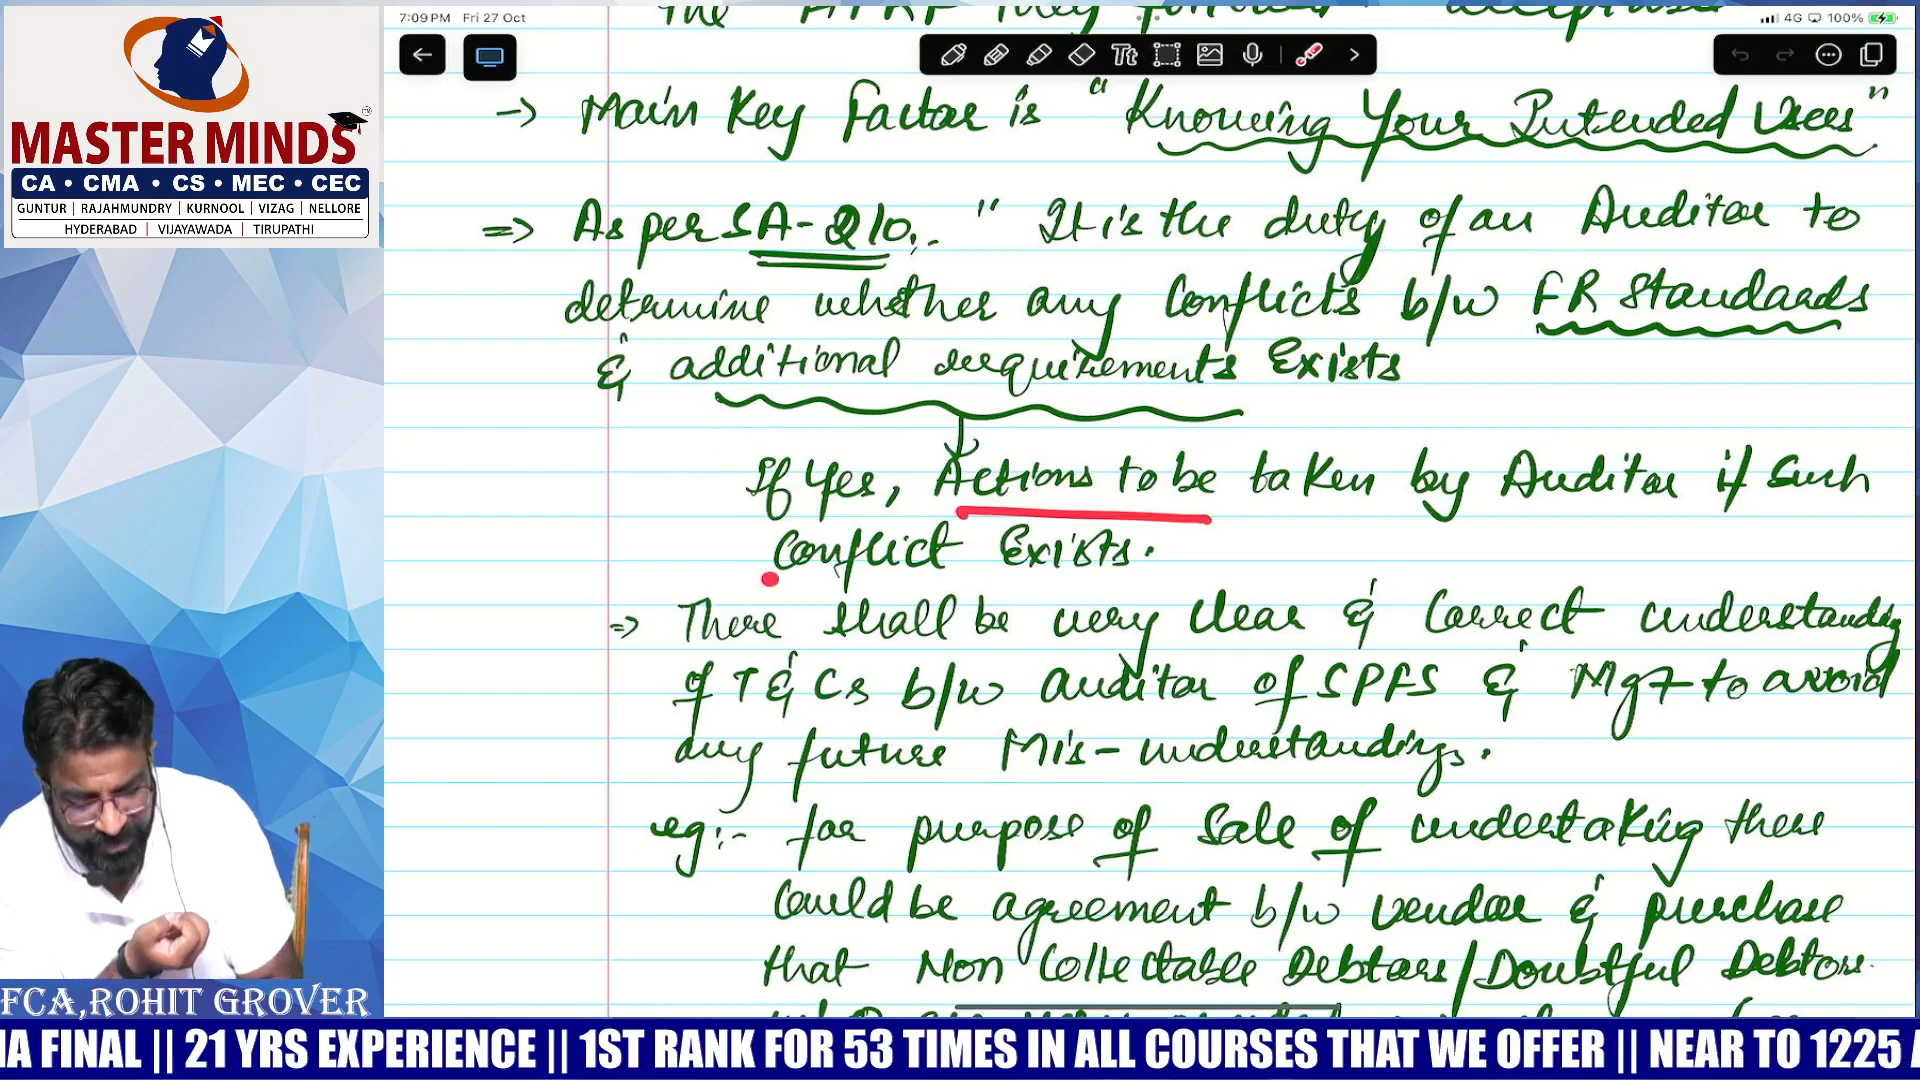 7:09 PM Fri 27 Oct
4G 100%
MASTER MINDS
CA • CMA • CS • MEC • CEC
GUNTUR | RAJAHMUNDRY | KURNOOL | VIZAG | NELLORE
HYDERABAD | VIJAYAWADA | TIRUPATHI
Tt
→ Main Key Factor is "Knowing Your Intended Users"
⇒ As per SA-210:- "It is the duty of an Auditor to
determine whether any Conflicts b/w FR Standards
& additional requirements Exists
If Yes, Actions to be taken by Auditor if Such
Conflict Exists.
⇒ There shall be very Clear & Correct understanding
of T & Cs b/w auditor of SPFS & Mgt to avoid
any future Mis-understanding.
eg:- for purpose of Sale of undertaking there
Could be agreement b/w vendor & purchase
that Non Collectable Debtors/Doubtful Debtors.
FCA,ROHIT GROVER
A FINAL || 21 YRS EXPERIENCE || 1ST RANK FOR 53 TIMES IN ALL COURSES THAT WE OFFER || NEAR TO 1225 A